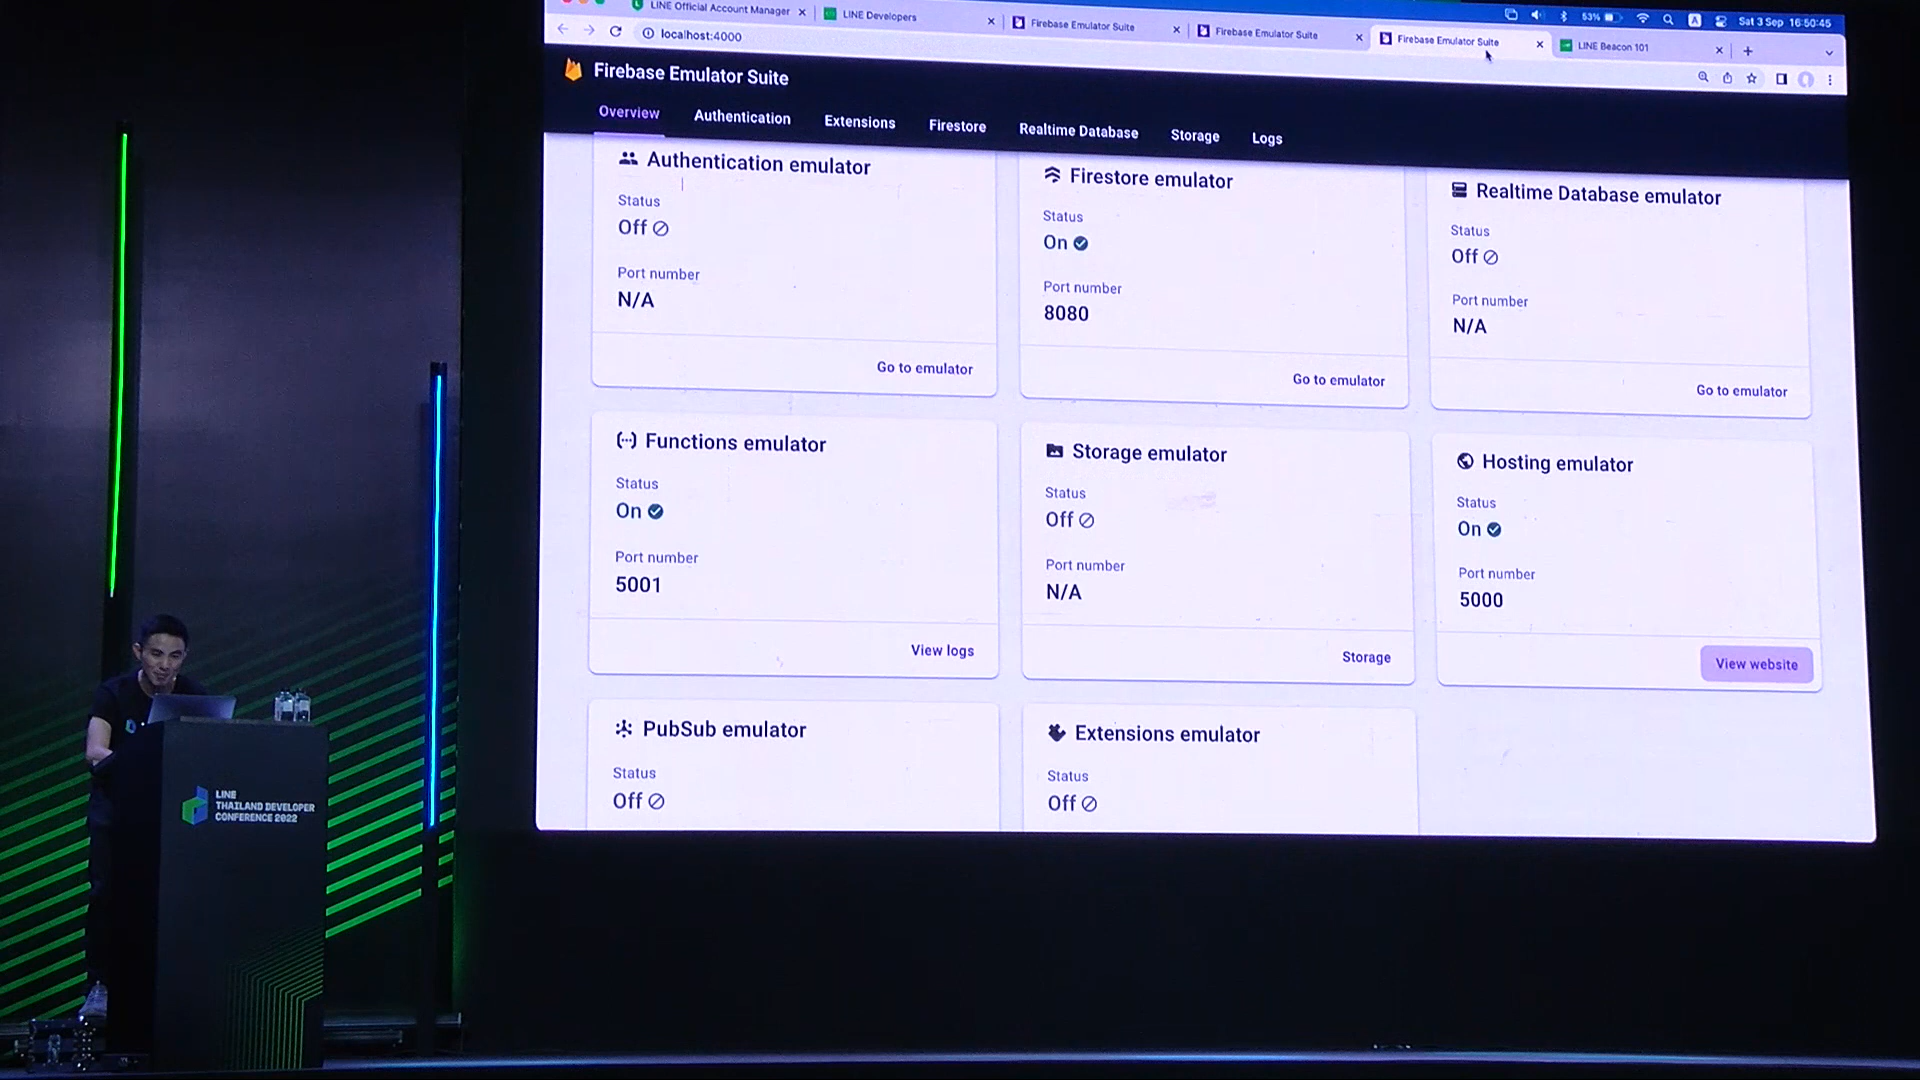 LINE Official Account Manager
LINE Developers
Firebase Emulator Suite
Firebase Emulator Suite
Firebase Emulator Suite
LINE Beacon 101
53%
A
Sat 3 Sep 16:50:45
localhost:4000
Firebase Emulator Suite
Overview
Authentication
Extensions
Firestore
Realtime Database
Storage
Logs
Authentication emulator
Status
Off
Port number
N/A
Go to emulator
Firestore emulator
Status
On
Port number
8080
Go to emulator
Realtime Database emulator
Status
Off
Port number
N/A
Go to emulator
Functions emulator
Status
On
Port number
5001
View logs
Storage emulator
Status
Off
Port number
N/A
Storage
Hosting emulator
Status
On
Port number
5000
View website
PubSub emulator
Status
Off
Extensions emulator
Status
Off
LINE
THAILAND DEVELOPER
CONFERENCE 2022